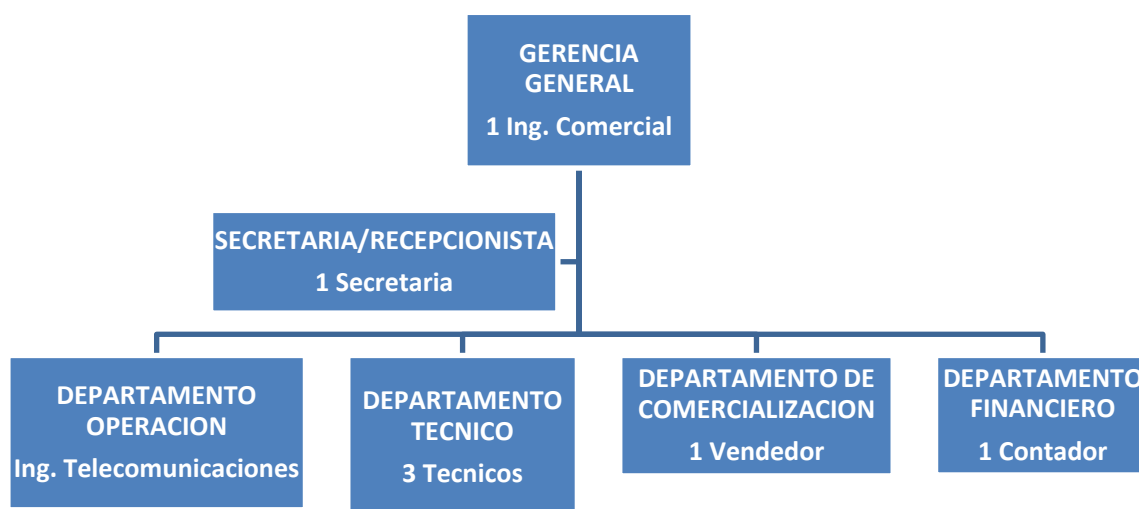 GERENCIA
GENERAL
1 Ing. Comercial
SECRETARIA/RECEPCIONISTA
1 Secretaria
DEPARTAMENTO
OPERACION
Ing. Telecomunicaciones
DEPARTAMENTO
TECNICO
3 Tecnicos
DEPARTAMENTO DE
COMERCIALIZACION
1 Vendedor
DEPARTAMENTO
FINANCIERO
1 Contador